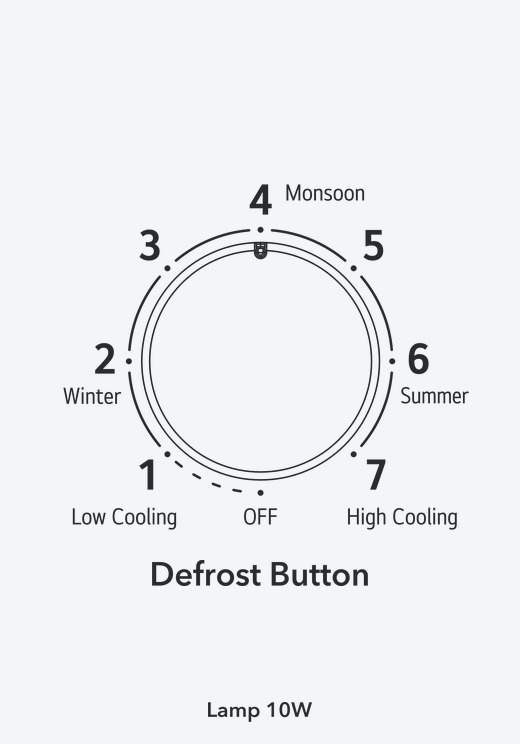 4 Monsoon
3 5
2 6
Winter Summer
1 7
Low Cooling OFF High Cooling
Defrost Button
Lamp 10W